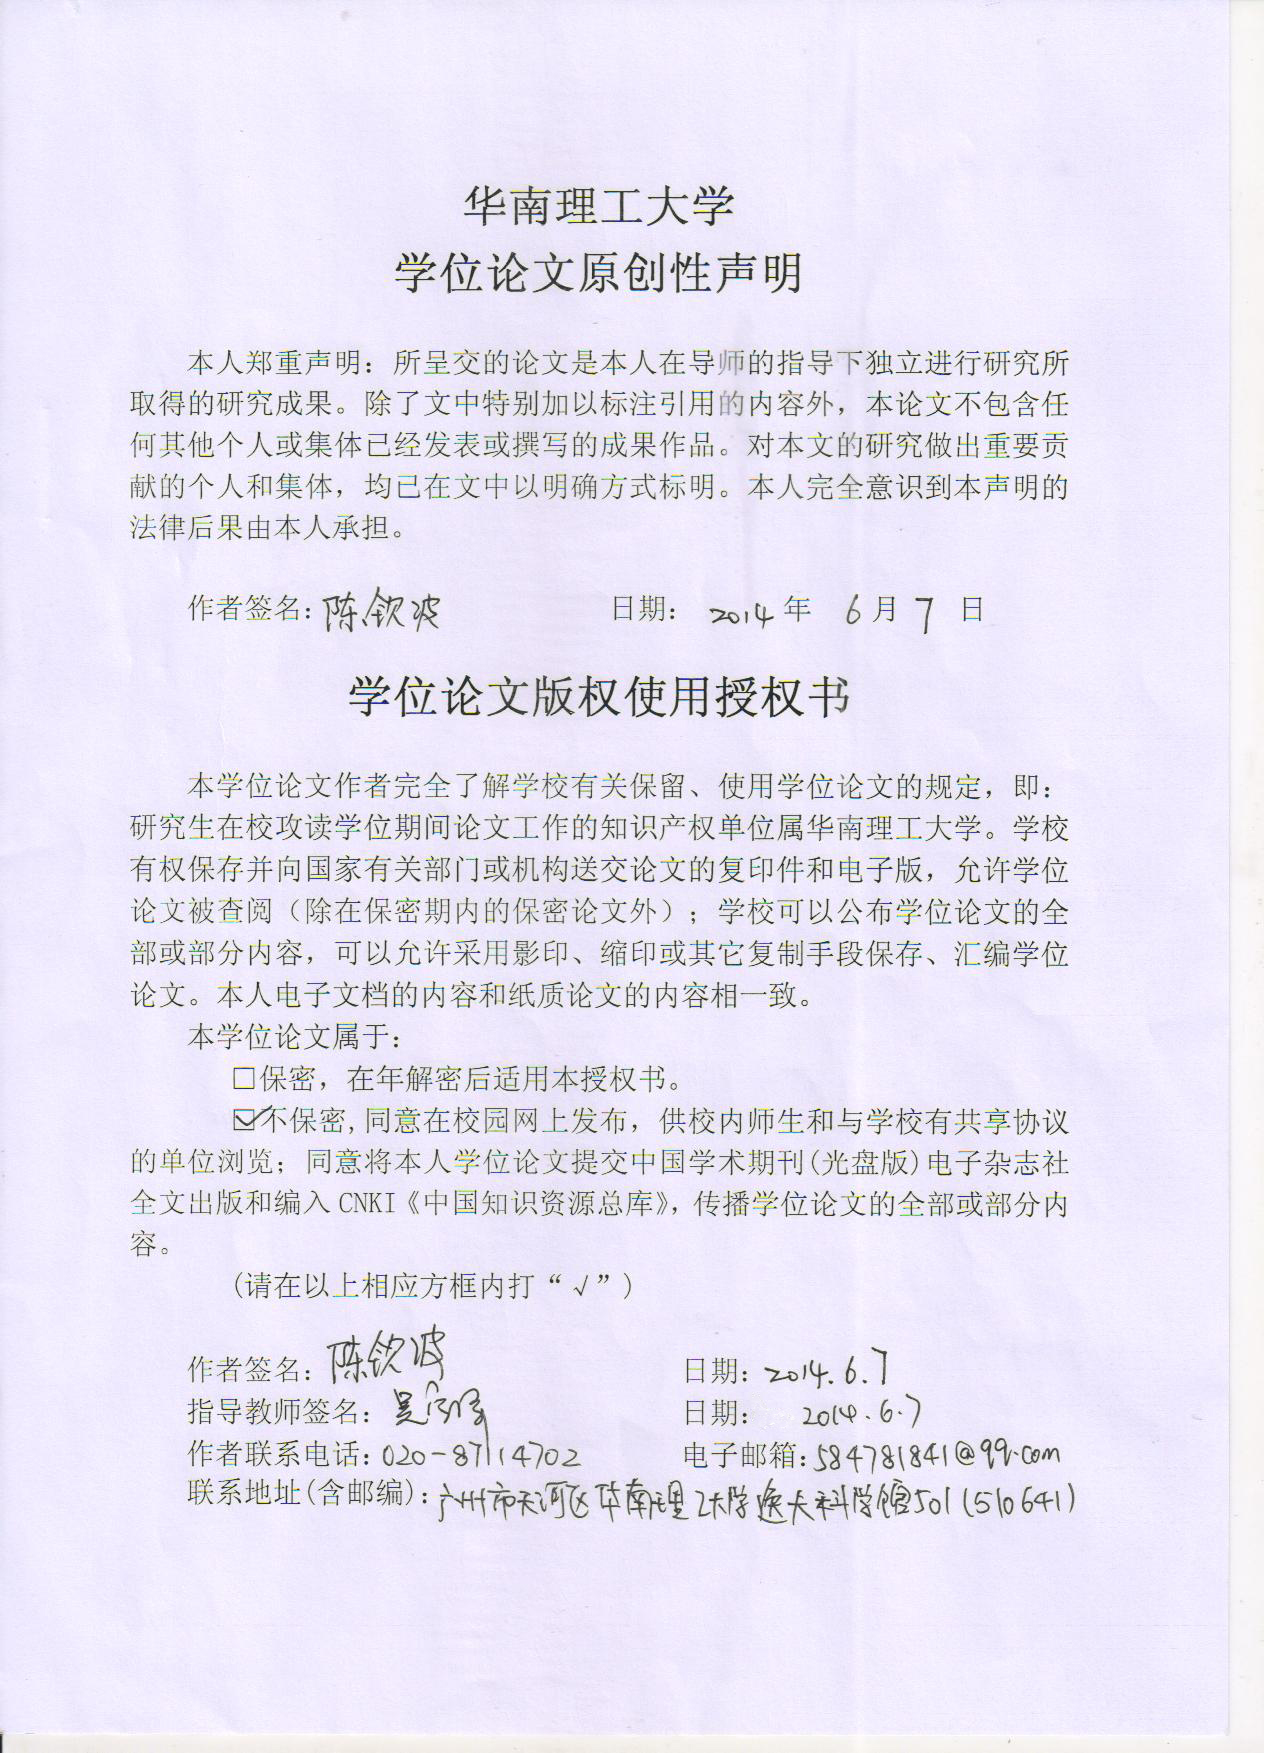 华南理工大学
学位论文原创性声明
本人郑重声明：所呈交的论文是本人在导师的指导下独立进行研究所
取得的研究成果。除了文中特别加以标注引用的内容外，本论文不包含任
何其他个人或集体已经发表或撰写的成果作品。对本文的研究做出重要贡
献的个人和集体，均已在文中以明确方式标明。本人完全意识到本声明的
法律后果由本人承担。
作者签名：陈钦波 日期： 2014 年 6 月 7 日
学位论文版权使用授权书
本学位论文作者完全了解学校有关保留、使用学位论文的规定，即：
研究生在校攻读学位期间论文工作的知识产权单位属华南理工大学。学校
有权保存并向国家有关部门或机构送交论文的复印件和电子版，允许学位
论文被查阅（除在保密期内的保密论文外）；学校可以公布学位论文的全
部或部分内容，可以允许采用影印、缩印或其它复制手段保存、汇编学位
论文。本人电子文档的内容和纸质论文的内容相一致。
本学位论文属于：
□保密，在年解密后适用本授权书。
☑不保密,同意在校园网上发布，供校内师生和与学校有共享协议
的单位浏览；同意将本人学位论文提交中国学术期刊(光盘版)电子杂志社
全文出版和编入 CNKI《中国知识资源总库》，传播学位论文的全部或部分内
容。
(请在以上相应方框内打“√”)
作者签名：陈钦波 日期：2014.6.7
指导教师签名：吴 日期： 2014.6.7
作者联系电话：020-87114702 电子邮箱：584781841@qq.com
联系地址(含邮编)：广州市天河区华南理工大学逸夫科学馆501(510641)